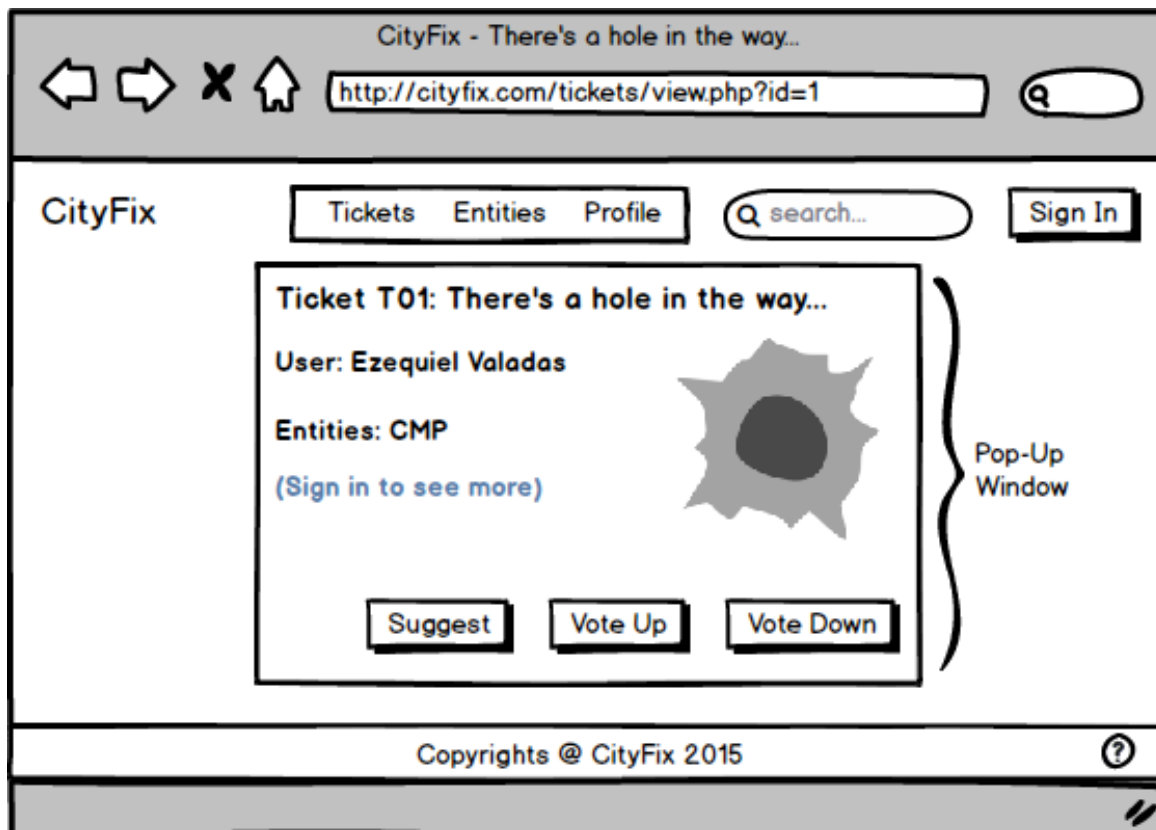 CityFix - There's a hole in the way...
http://cityfix.com/tickets/view.php?id=1
CityFix
Tickets Entities Profile
search...
Sign In
Ticket T01: There's a hole in the way...
User: Ezequiel Valadas
Entities: CMP
(Sign in to see more)
Pop-Up
Window
Suggest
Vote Up
Vote Down
Copyrights @ CityFix 2015
?